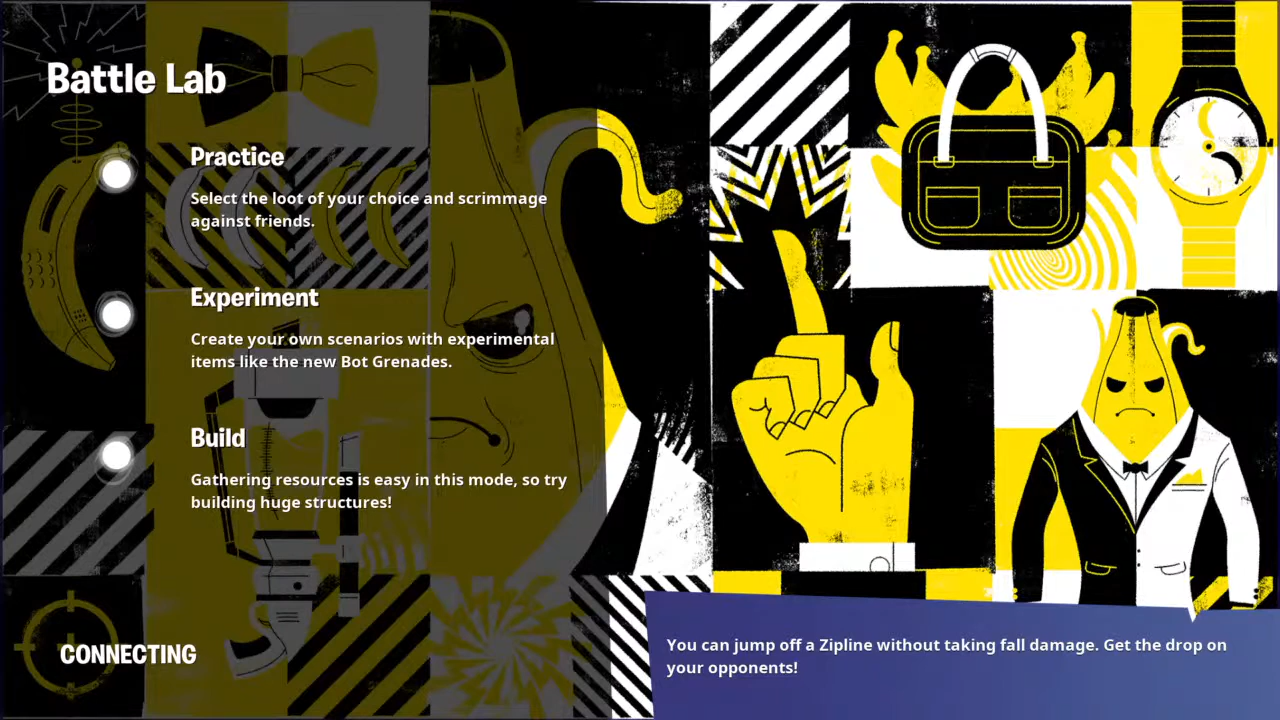 Battle Lab
Practice
Select the loot of your choice and scrimmage
against friends.
Experiment
Create your own scenarios with experimental
items like the new Bot Grenades.
Build
Gathering resources is easy in this mode, so try
building huge structures!
CONNECTING
You can jump off a Zipline without taking fall damage. Get the drop on
your opponents!